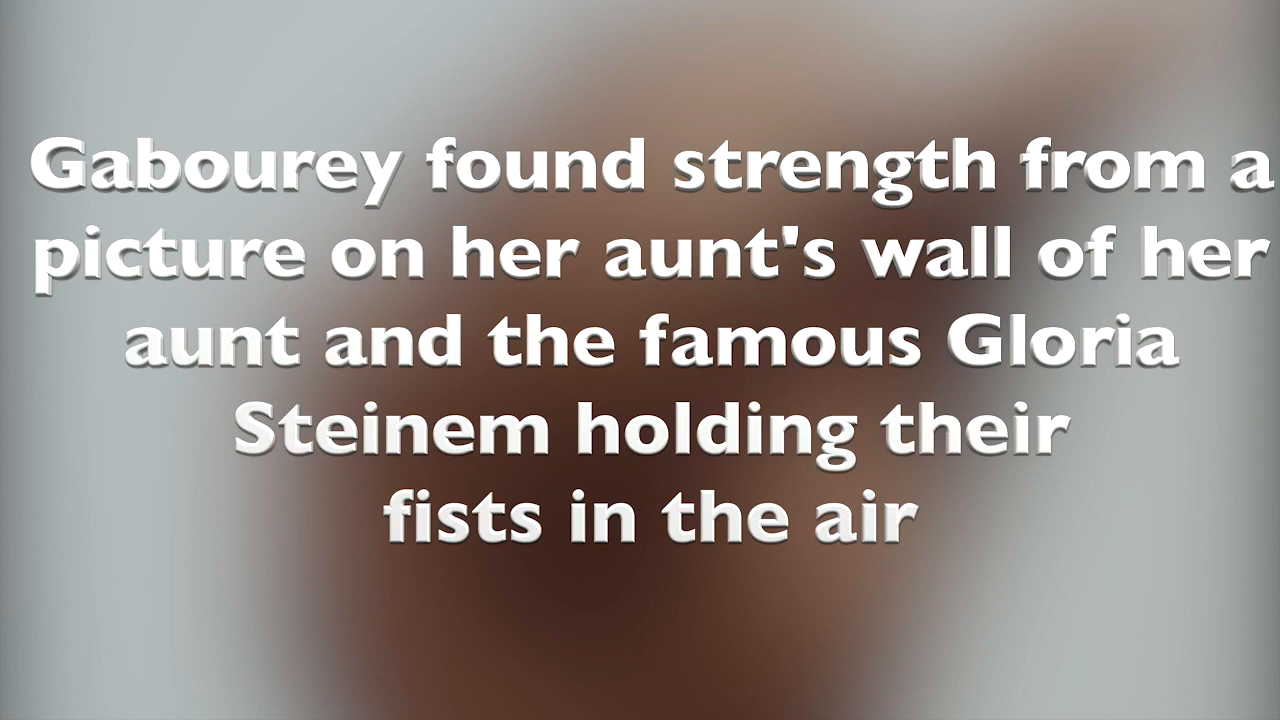 Gabourey found strength from a
picture on her aunt's wall of her
aunt and the famous Gloria
Steinem holding their
fists in the air